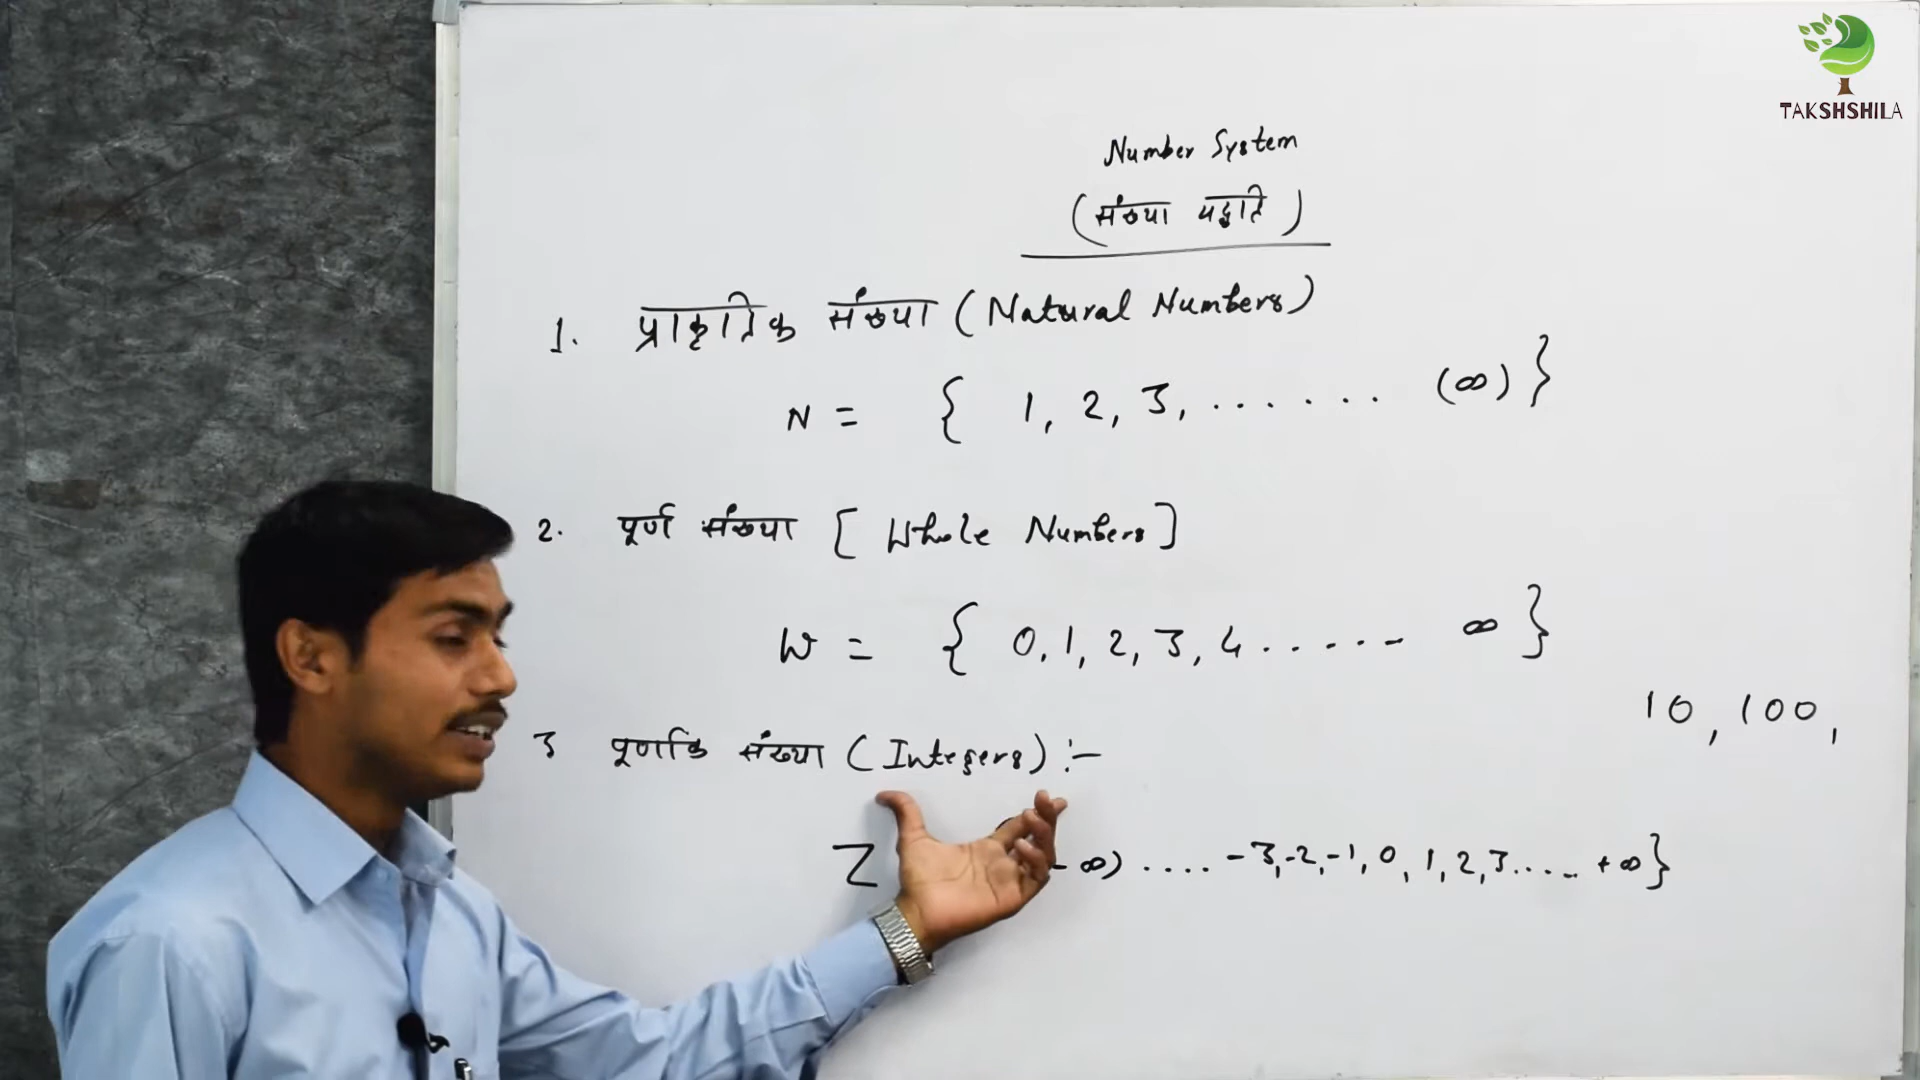 TAKSHSHILA
Number System
(संख्या पद्धति)
1. प्राकृतिक संख्या (Natural Numbers)
N = { 1, 2, 3, ...... (∞) }
2. पूर्ण संख्या [Whole Numbers]
W = { 0, 1, 2, 3, 4 ...... ∞ }
10, 100,
3 पूर्णांक संख्या (Integers) :-
Z - ∞) .... -3, -2, -1, 0, 1, 2, 3..... +∞}